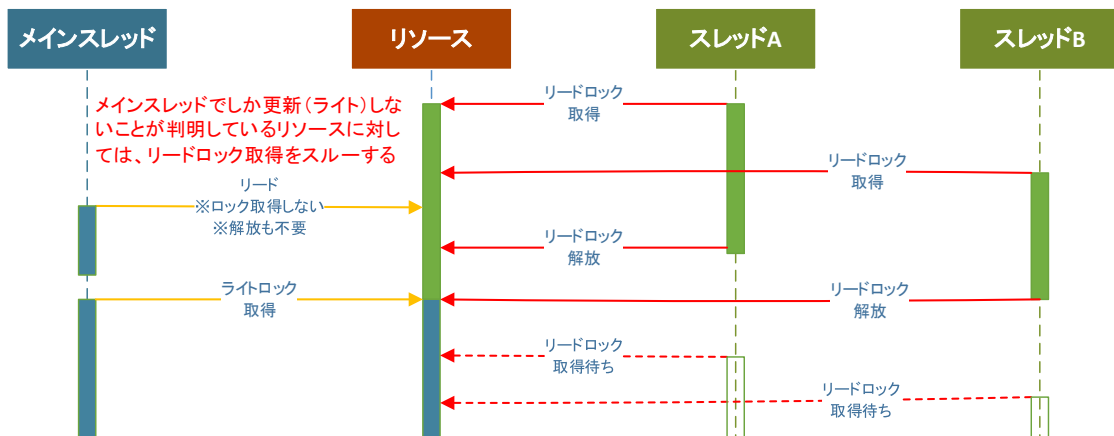 メインスレッド
リソース
スレッドA
スレッドB
メインスレッドでしか更新（ライト）しな
いことが判明しているリソースに対し
ては、リードロック取得をスルーする
リードロック
取得
リードロック
取得
リード
※ロック取得しない
※解放も不要
リードロック
解放
ライトロック
取得
リードロック
解放
リードロック
取得待ち
リードロック
取得待ち